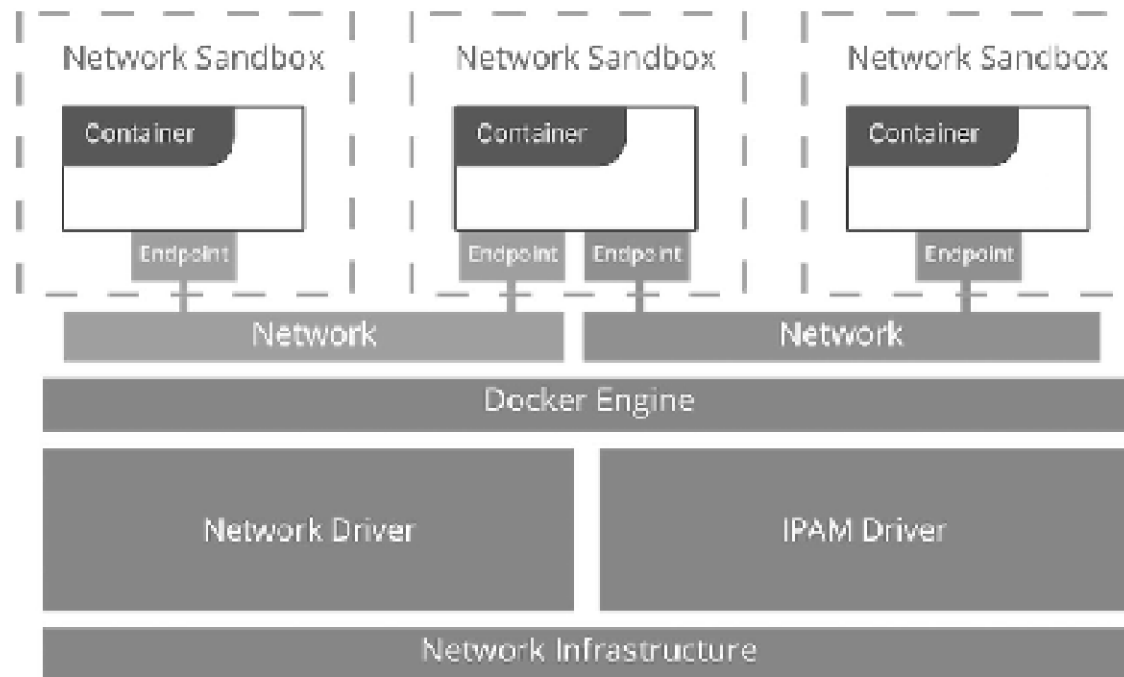 Network Sandbox Network Sandbox Network Sandbox
Container Container Container
Endpoint Endpoint Endpoint Endpoint
Network Network
Docker Engine
Network Driver IPAM Driver
Network Infrastructure